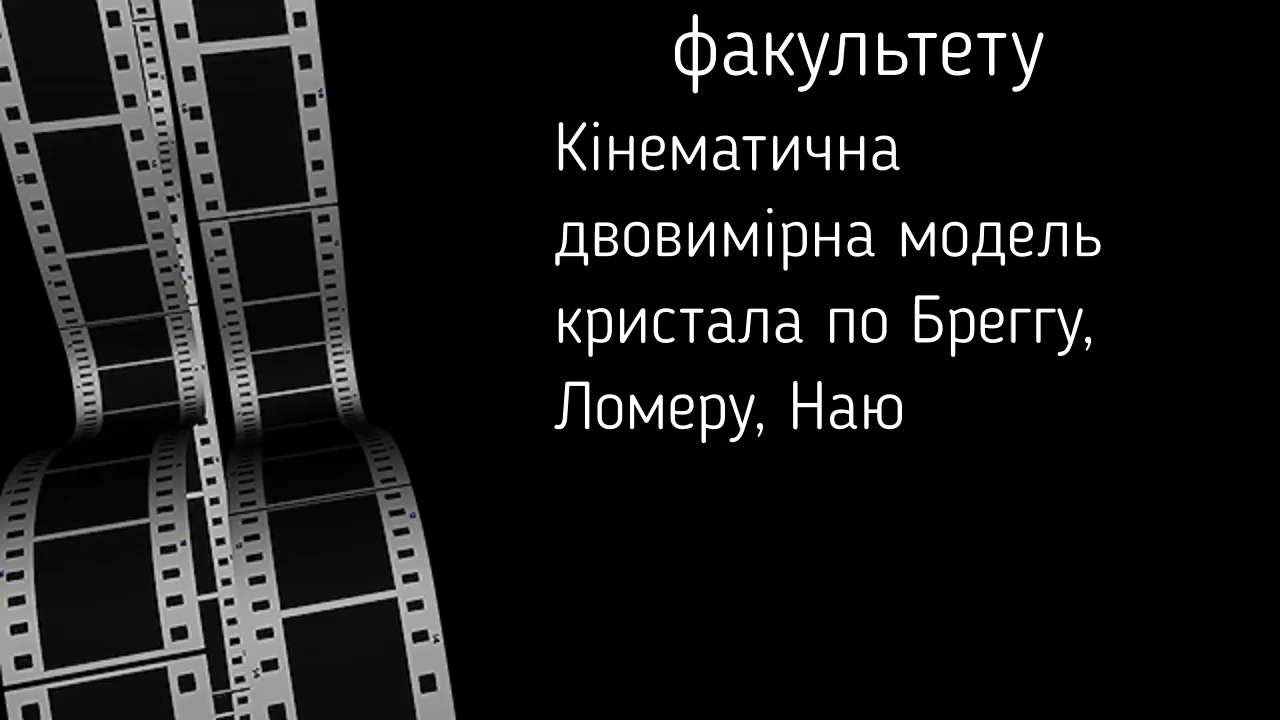 факультету
Кінематична
двовимірна модель
кристала по Бреггу,
Ломеру, Наю